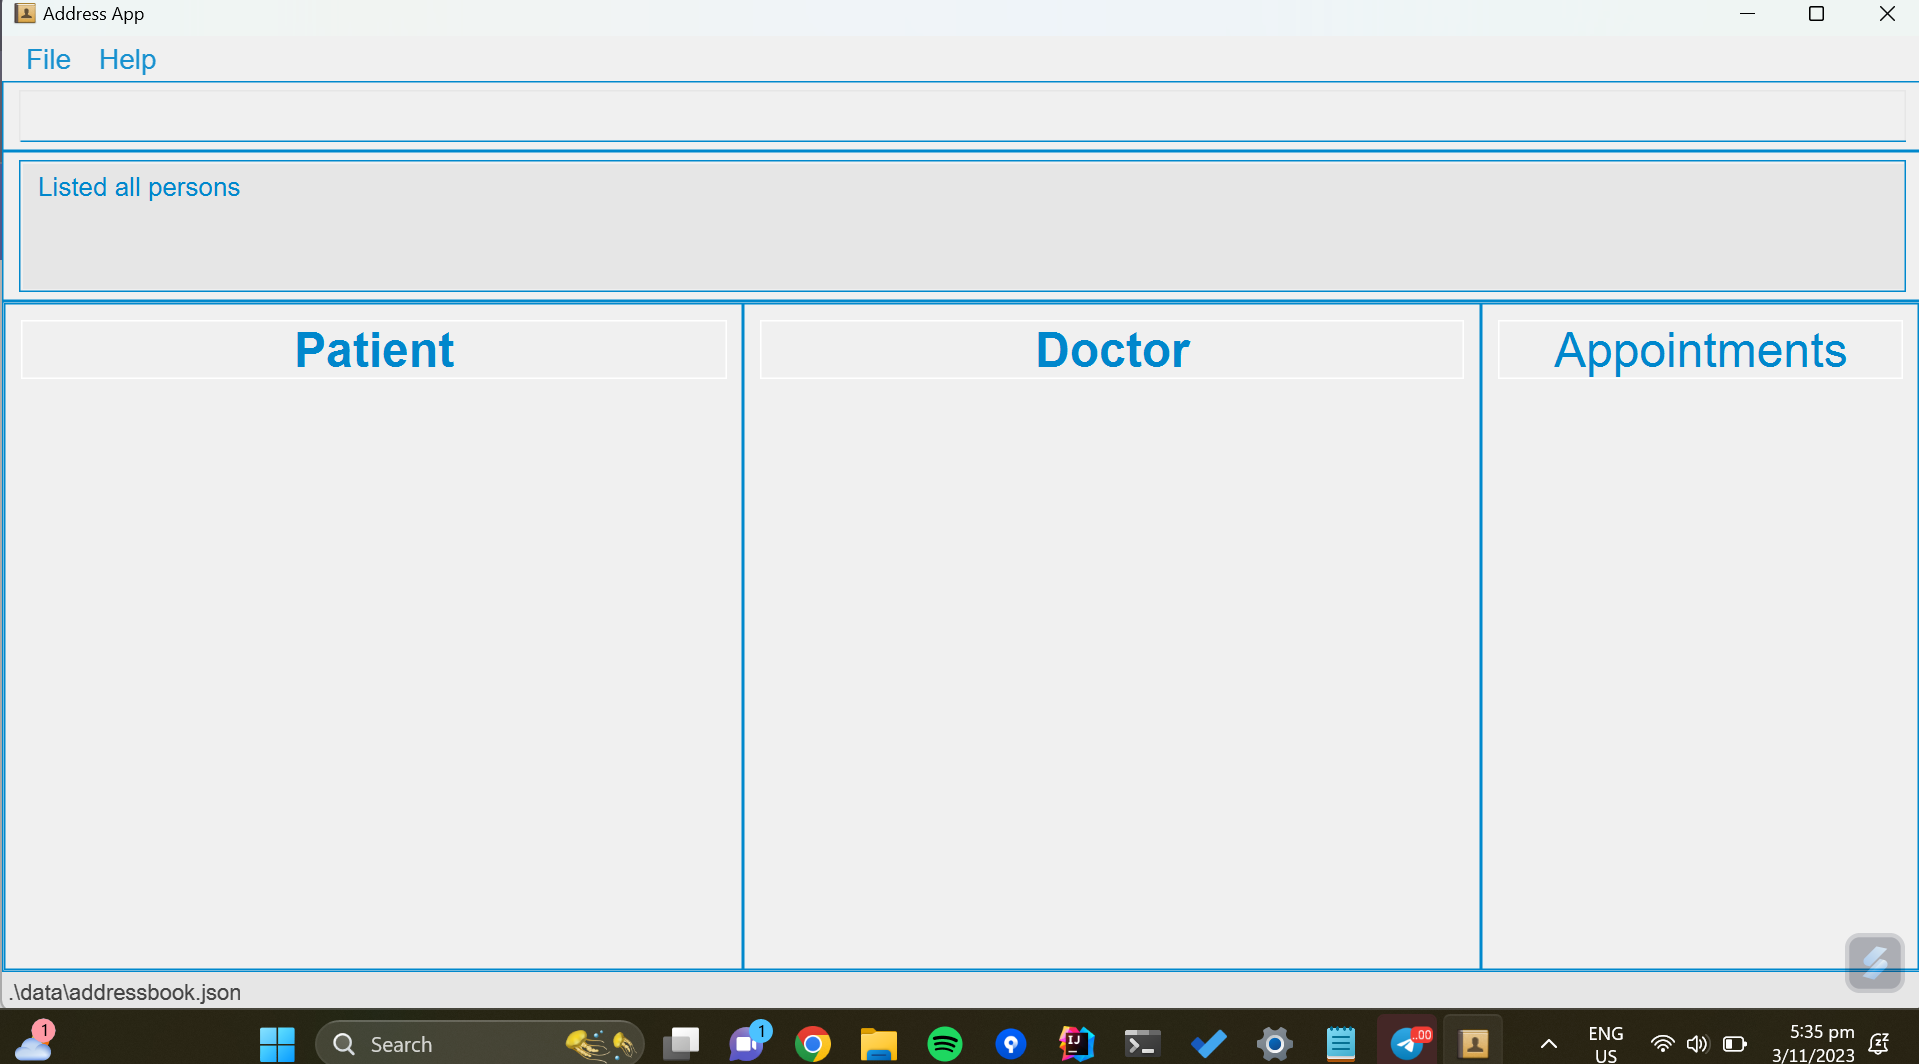 Address App
File Help
Listed all persons
Patient
Doctor
Appointments
.\data\addressbook.json
1
Search
1
IJ
..00
ENG
US
5:35 pm
3/11/2023